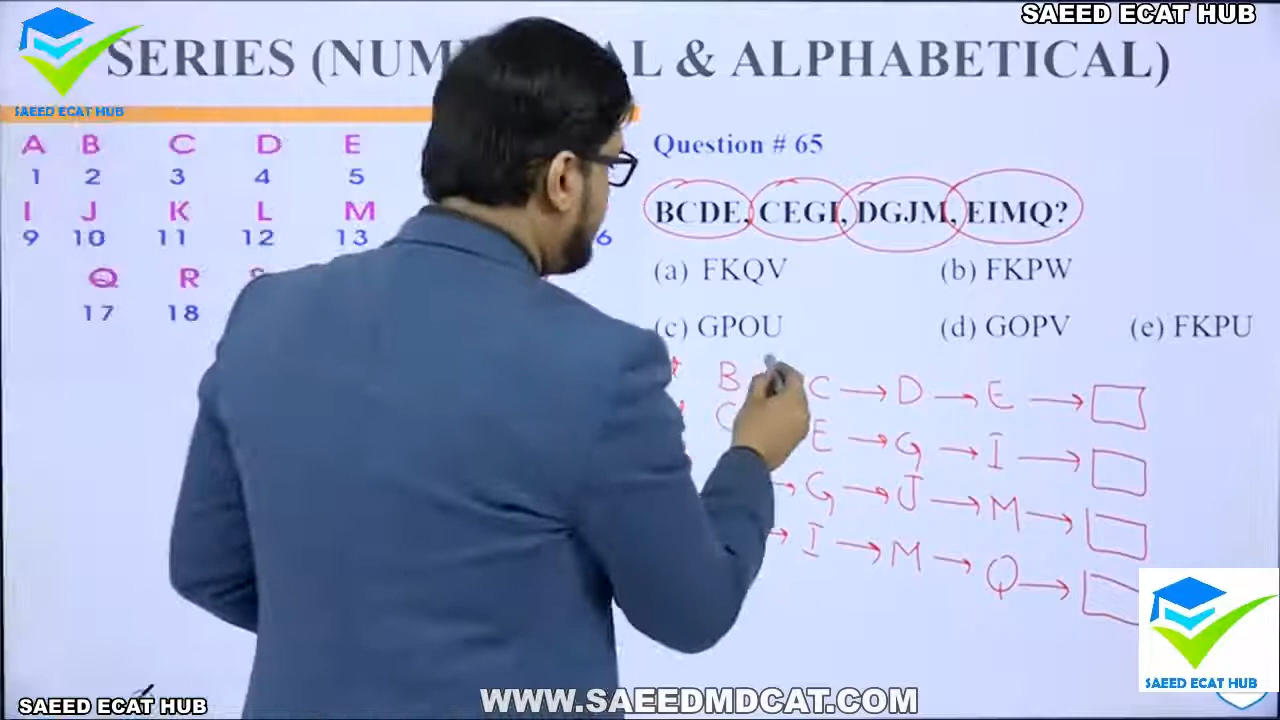 SAEED ECAT HUB
SERIES (NUM L & ALPHABETICAL)
SAEED ECAT HUB
A B C D E
1 2 3 4 5
I J K L M
9 10 11 12 13 6
Q R
17 18
Question # 65
BCDE, CEGI, DGJM, EIMQ?
(a) FKQV (b) FKPW
(c) GPOU (d) GOPV (e) FKPU
B C → D → E → □
C E → G → I → □
→ G → J → M → □
→ I → M → Q → □
SAEED ECAT HUB
SAEED ECAT HUB
WWW.SAEEDMDCAT.COM